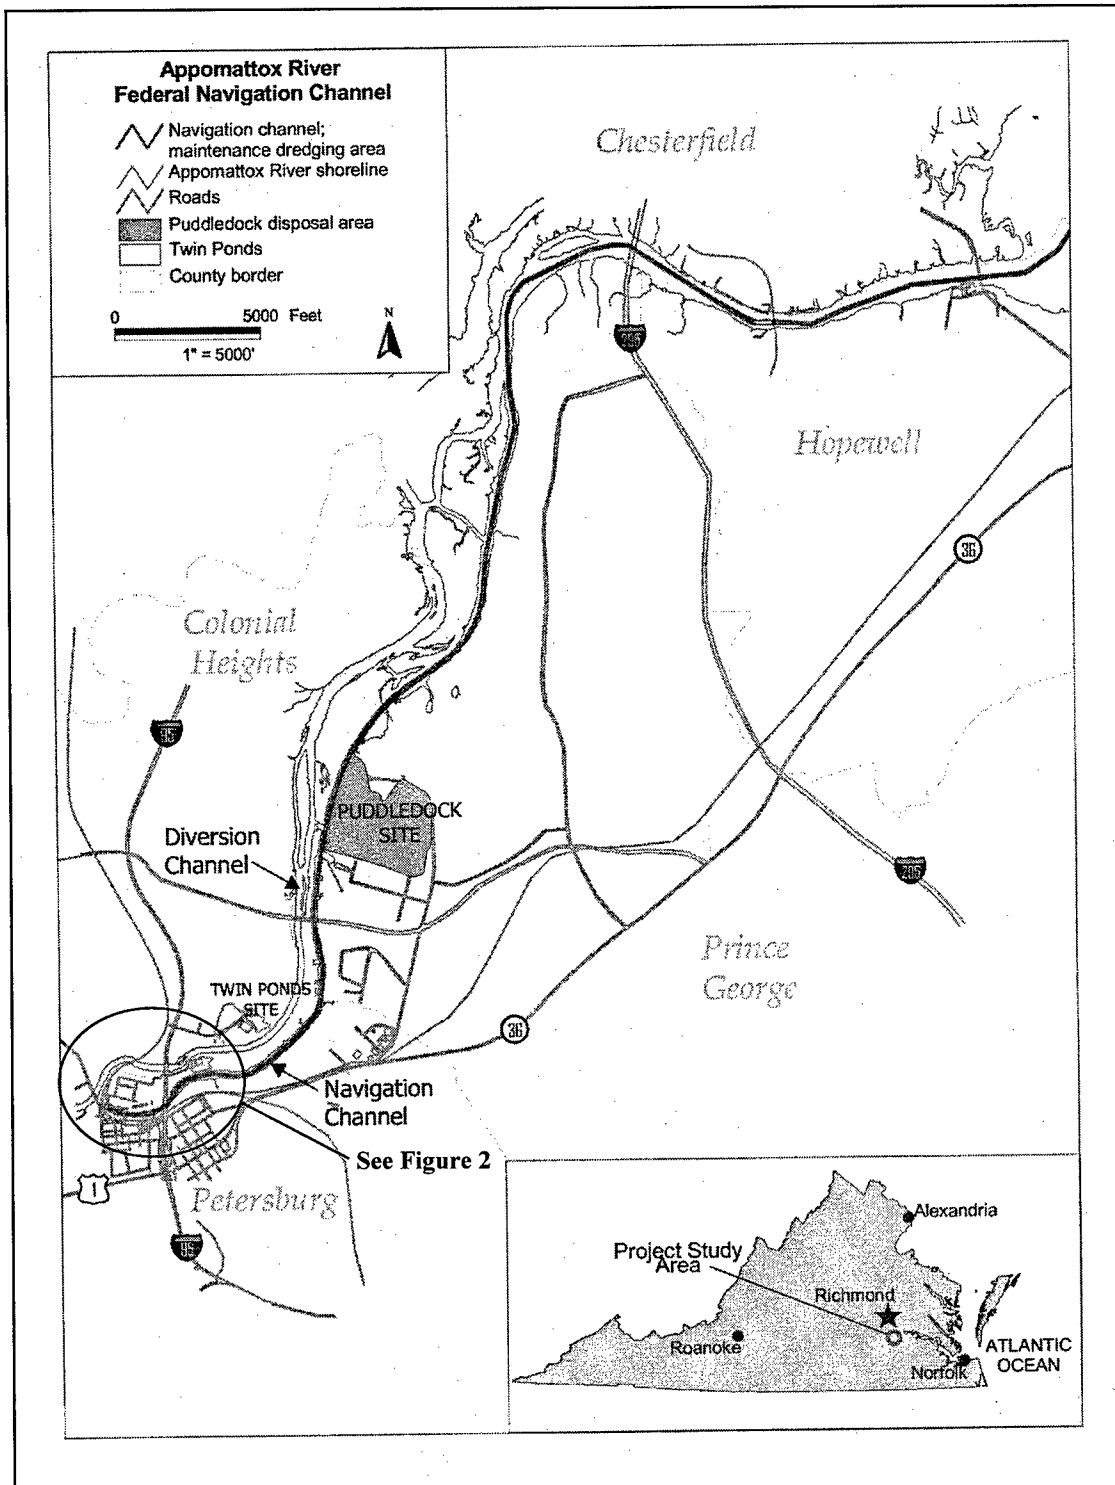 Appomattox River
Federal Navigation Channel
Navigation channel;
maintenance dredging area
Appomattox River shoreline
Roads
Puddledock disposal area
Twin Ponds
County border
0 5000 Feet
1" = 5000'
N
Chesterfield
Hopewell
36
Colonial
Heights
95
PUDDLEDOCK
SITE
Diversion
Channel
295
Prince
George
TWIN PONDS
SITE
36
Navigation
Channel
See Figure 2
1
Petersburg
95
Alexandria
Project Study
Area
Richmond
Roanoke
Norfolk
ATLANTIC
OCEAN